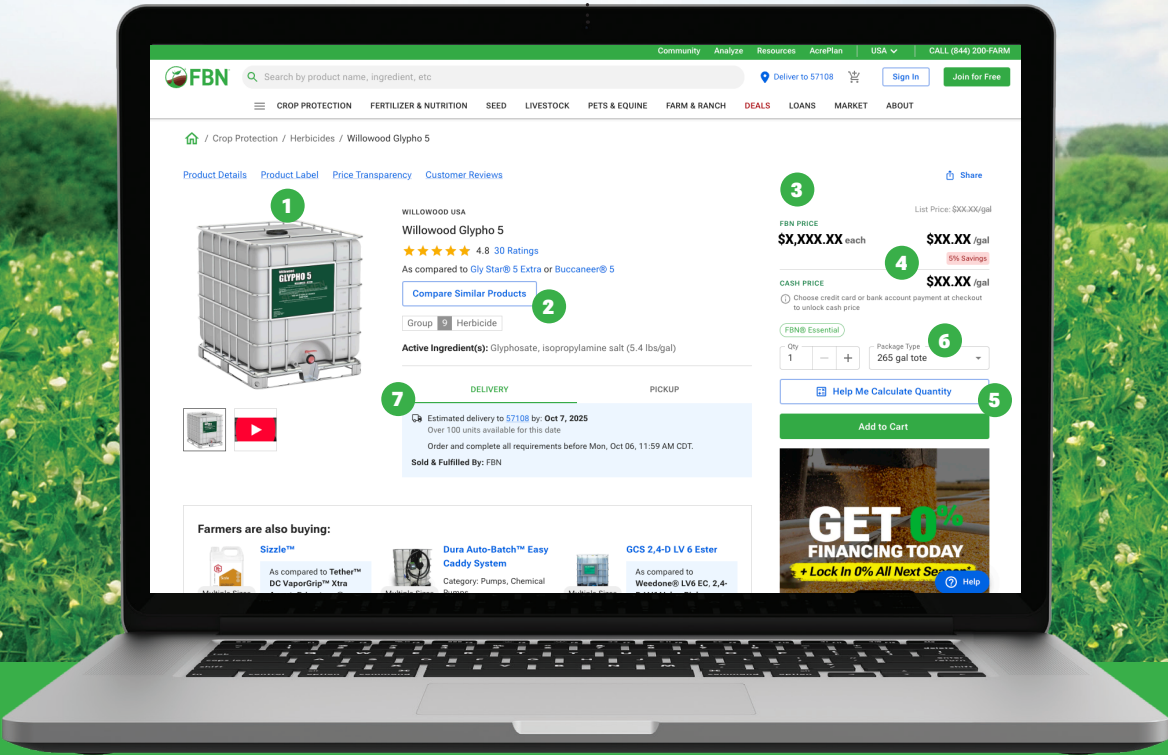 Community Analyze Resources AcrePlan USA CALL (844) 200-FARM
FBN
Search by product name, ingredient, etc
Deliver to 57108
Sign In
Join for Free
CROP PROTECTION FERTILIZER & NUTRITION SEED LIVESTOCK PETS & EQUINE FARM & RANCH DEALS LOANS MARKET ABOUT
/ Crop Protection / Herbicides / Willowood Glypho 5
Product Details Product Label Price Transparency Customer Reviews
Share
1
GLYPHO 5
WILLOWOOD USA
Willowood Glypho 5
4.8 30 Ratings
As compared to Gly Star® 5 Extra or Buccaneer® 5
Compare Similar Products
2
Group 9 Herbicide
Active Ingredient(s): Glyphosate, isopropylamine salt (5.4 lbs/gal)
7
DELIVERY PICKUP
Estimated delivery to 57108 by: Oct 7, 2025
Over 100 units available for this date
Order and complete all requirements before Mon, Oct 06, 11:59 AM CDT.
Sold & Fulfilled By: FBN
3
List Price: $XX.XX/gal
FBN PRICE
$X,XXX.XX each $XX.XX /gal
4
5% Savings
CASH PRICE $XX.XX /gal
Choose credit card or bank account payment at checkout
to unlock cash price
FBN® Essential
6
Qty
1 − +
Package Type
265 gal tote
Help Me Calculate Quantity
5
Add to Cart
GET 0%
FINANCING TODAY
+ Lock In 0% All Next Season*
Help
Farmers are also buying:
Sizzle™
As compared to Tether™
DC VaporGrip™ Xtra
Dura Auto-Batch™ Easy
Caddy System
Category: Pumps, Chemical
Pumps
GCS 2,4-D LV 6 Ester
As compared to
Weedone® LV6 EC, 2,4-